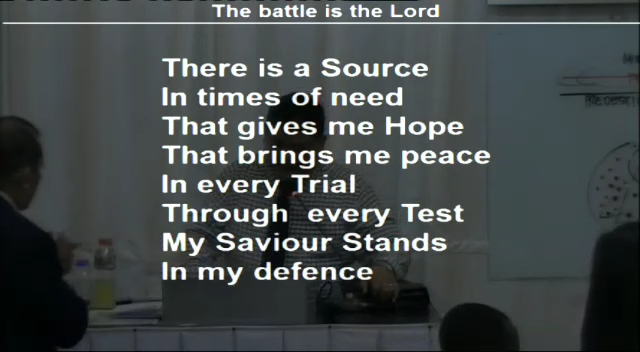 The battle is the Lord
There is a Source
In times of need
That gives me Hope
That brings me peace
In every Trial
Through  every Test
My Saviour Stands
In my defence